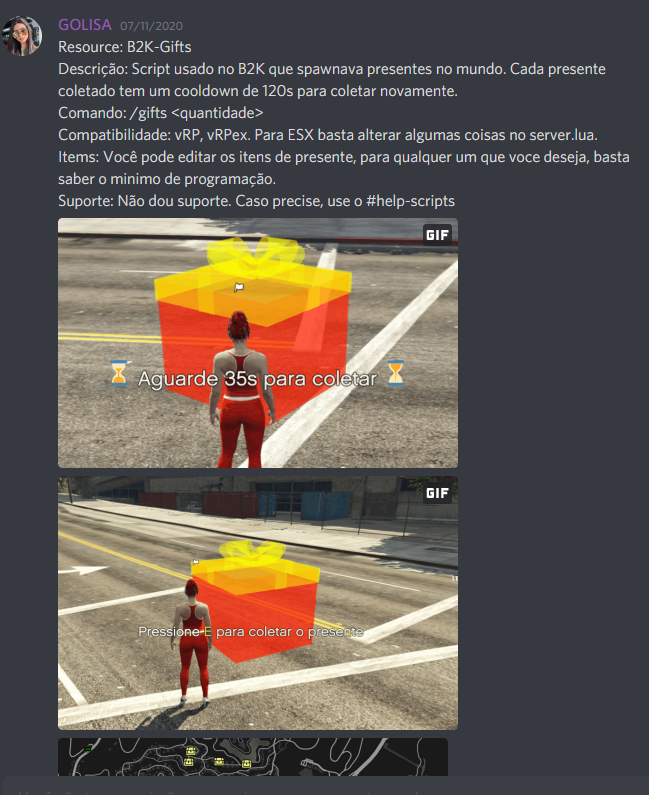 GOLISA 07/11/2020
Resource: B2K-Gifts
Descrição: Script usado no B2K que spawnava presentes no mundo. Cada presente
coletado tem um cooldown de 120s para coletar novamente.
Comando: /gifts <quantidade>
Compatibilidade: vRP, vRPex. Para ESX basta alterar algumas coisas no server.lua.
Items: Você pode editar os itens de presente, para qualquer um que voce deseja, basta
saber o minimo de programação.
Suporte: Não dou suporte. Caso precise, use o #help-scripts
GIF
Aguarde 35s para coletar
GIF
Pressione E para coletar o presente